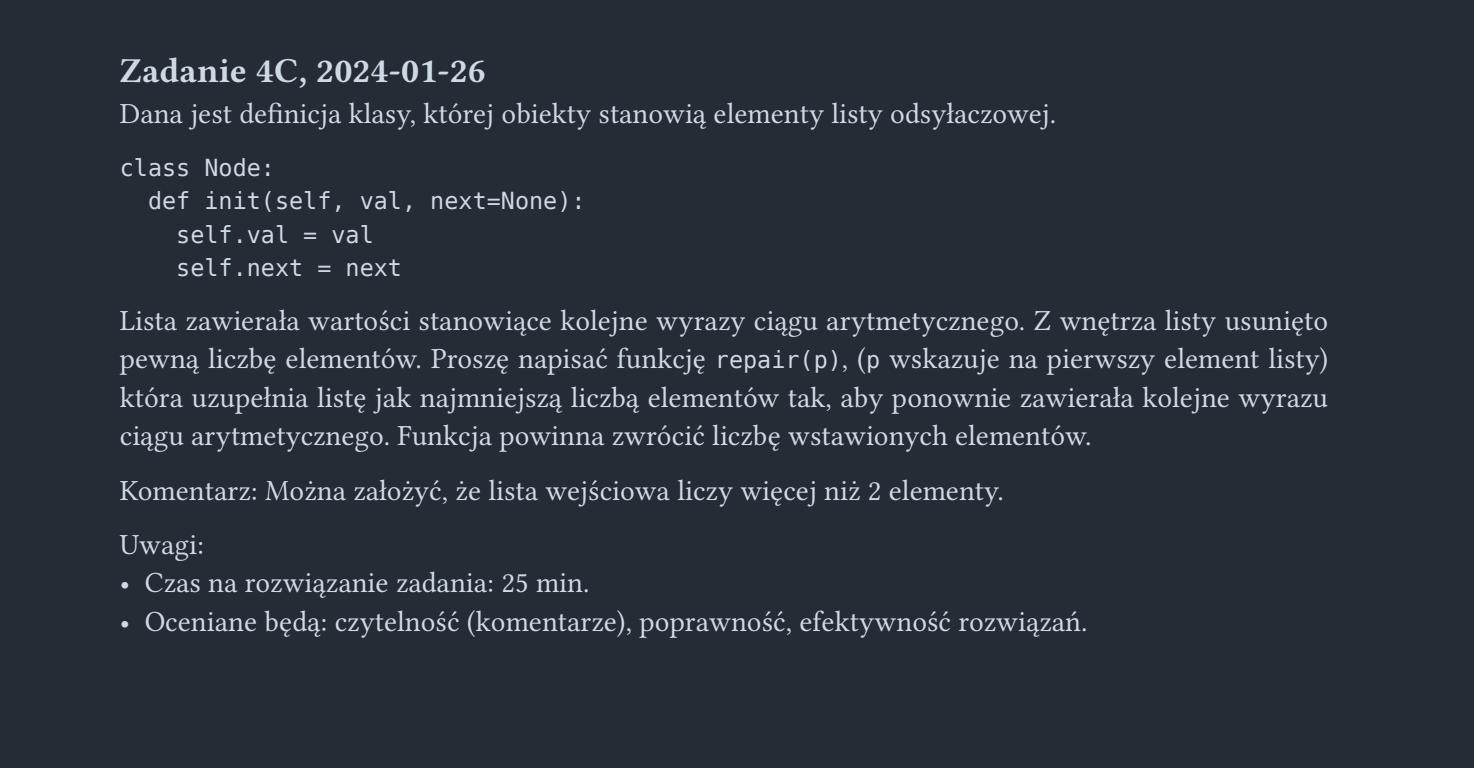 Zadanie 4C, 2024-01-26
Dana jest definicja klasy, której obiekty stanowią elementy listy odsyłaczowej.
class Node:
  def init(self, val, next=None):
    self.val = val
    self.next = next
Lista zawierała wartości stanowiące kolejne wyrazy ciągu arytmetycznego. Z wnętrza listy usunięto
pewną liczbę elementów. Proszę napisać funkcję repair(p), (p wskazuje na pierwszy element listy)
która uzupełnia listę jak najmniejszą liczbą elementów tak, aby ponownie zawierała kolejne wyrazu
ciągu arytmetycznego. Funkcja powinna zwrócić liczbę wstawionych elementów.
Komentarz: Można założyć, że lista wejściowa liczy więcej niż 2 elementy.
Uwagi:
• Czas na rozwiązanie zadania: 25 min.
• Oceniane będą: czytelność (komentarze), poprawność, efektywność rozwiązań.